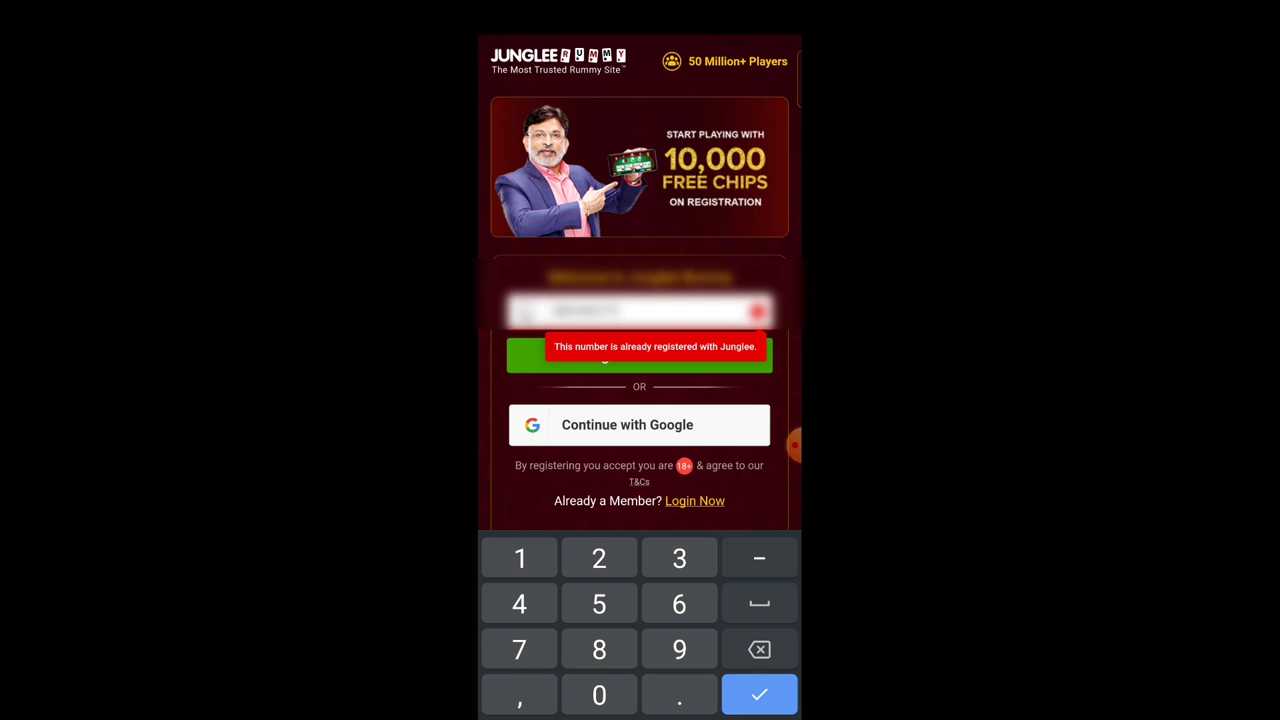 JUNGLEE RUMMY
The Most Trusted Rummy Site™
50 Million+ Players
START PLAYING WITH
10,000
FREE CHIPS
ON REGISTRATION
This number is already registered with Junglee.
OR
Continue with Google
By registering you accept you are 18+ & agree to our
T&Cs
Already a Member? Login Now
1 2 3 –
4 5 6
7 8 9
, 0 .